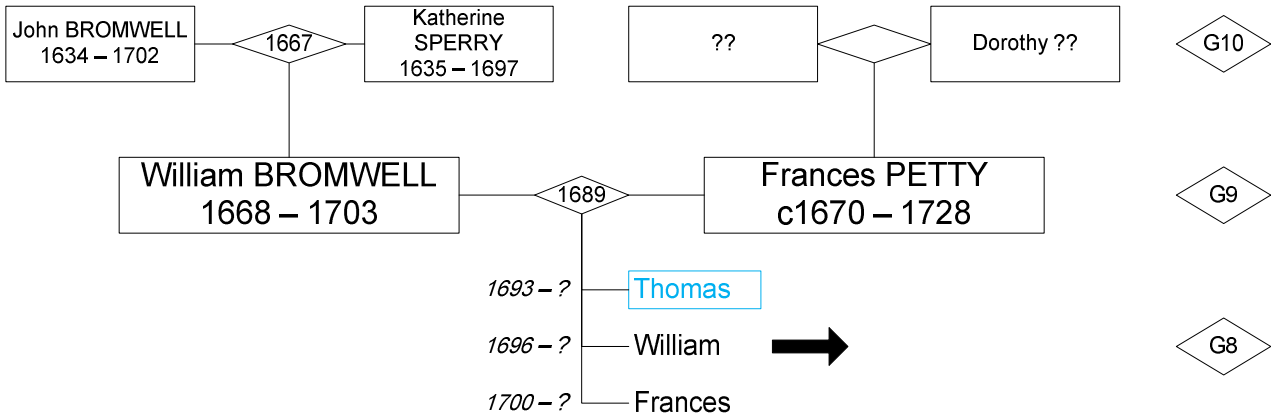 John BROMWELL
1634 – 1702
1667
Katherine
SPERRY
1635 – 1697
??
Dorothy ??
G10
William BROMWELL
1668 – 1703
1689
Frances PETTY
c1670 – 1728
G9
1693 – ? Thomas
1696 – ? William
G8
1700 – ? Frances